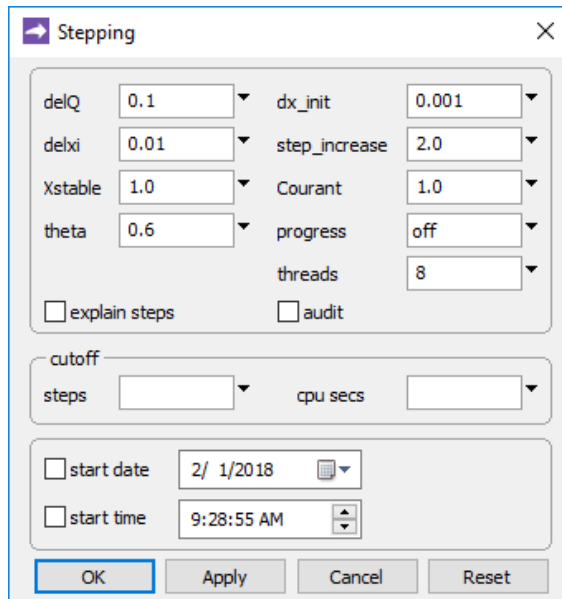 Stepping
delQ 0.1 dx_init 0.001
delxi 0.01 step_increase 2.0
Xstable 1.0 Courant 1.0
theta 0.6 progress off
threads 8
explain steps audit
cutoff
steps cpu secs
start date 2/ 1/2018
start time 9:28:55 AM
OK Apply Cancel Reset